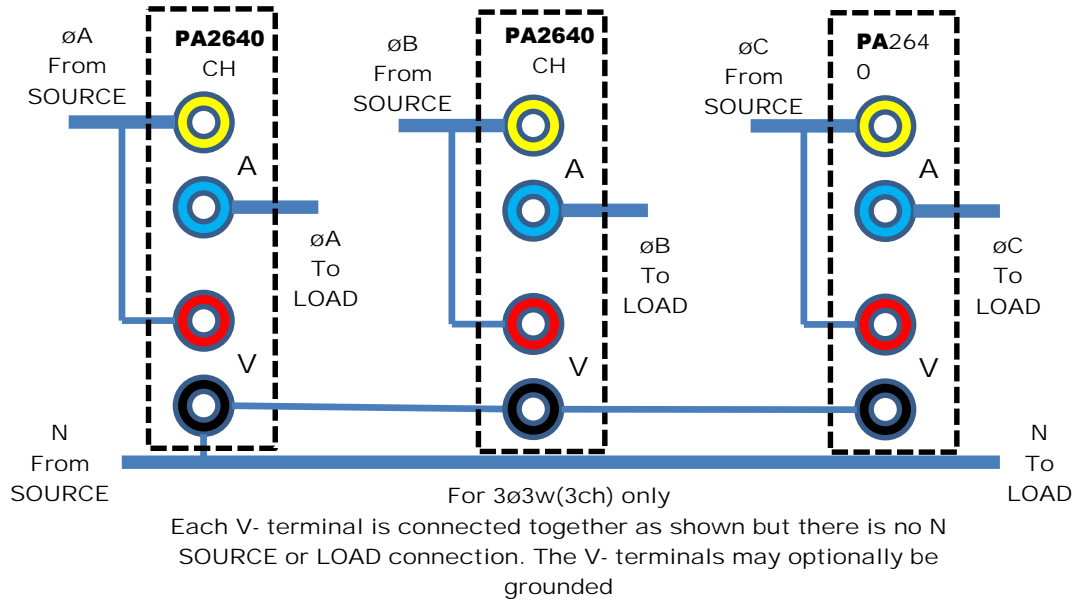 øA
From
SOURCE
PA2640
CH
A
øA
To
LOAD
V
øB
From
SOURCE
PA2640
CH
A
øB
To
LOAD
V
øC
From
SOURCE
PA264
0
A
øC
To
LOAD
V
N
From
SOURCE
N
To
LOAD
For 3ø3w(3ch) only
Each V- terminal is connected together as shown but there is no N
SOURCE or LOAD connection. The V- terminals may optionally be
grounded